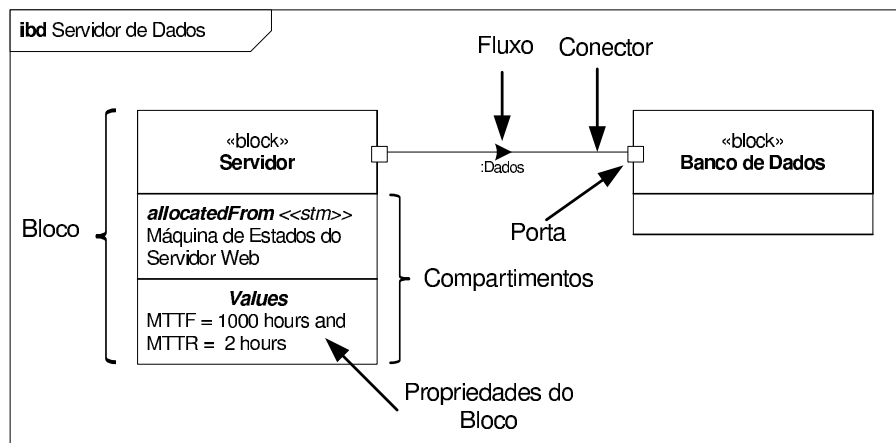 ibd Servidor de Dados
Fluxo
Conector
«block»
Servidor
:Dados
«block»
Banco de Dados
allocatedFrom <<stm>>
Máquina de Estados do
Servidor Web
Bloco
Porta
Compartimentos
Values
MTTF = 1000 hours and
MTTR = 2 hours
Propriedades do
Bloco